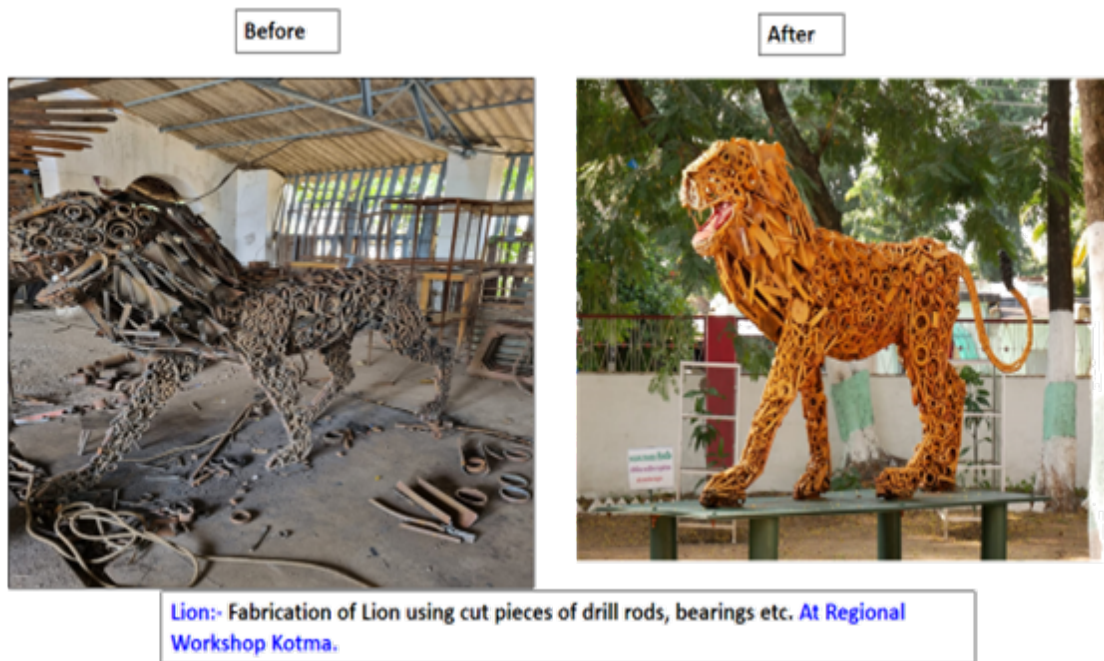 Before
After
Lion:- Fabrication of Lion using cut pieces of drill rods, bearings etc. At Regional
Workshop Kotma.